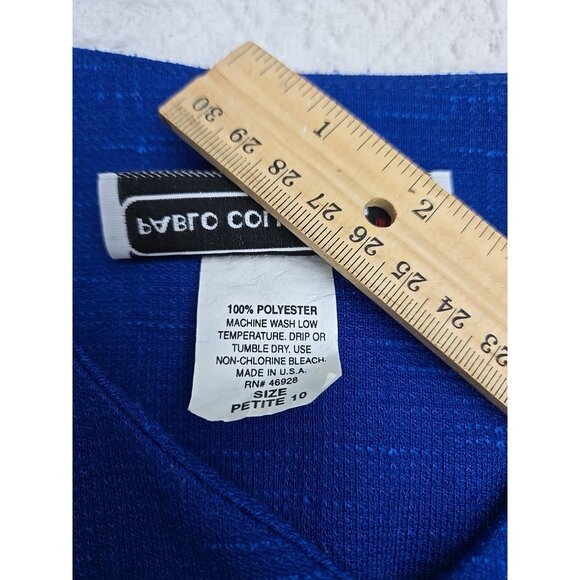 PABLO
100% POLYESTER
MACHINE WASH LOW
TEMPERATURE. DRIP OR
TUMBLE DRY. USE
NON-CHLORINE BLEACH.
MADE IN U.S.A.
RN# 46928
SIZE
PETITE 10
1
2
30
29
28
27
26
25
24
23